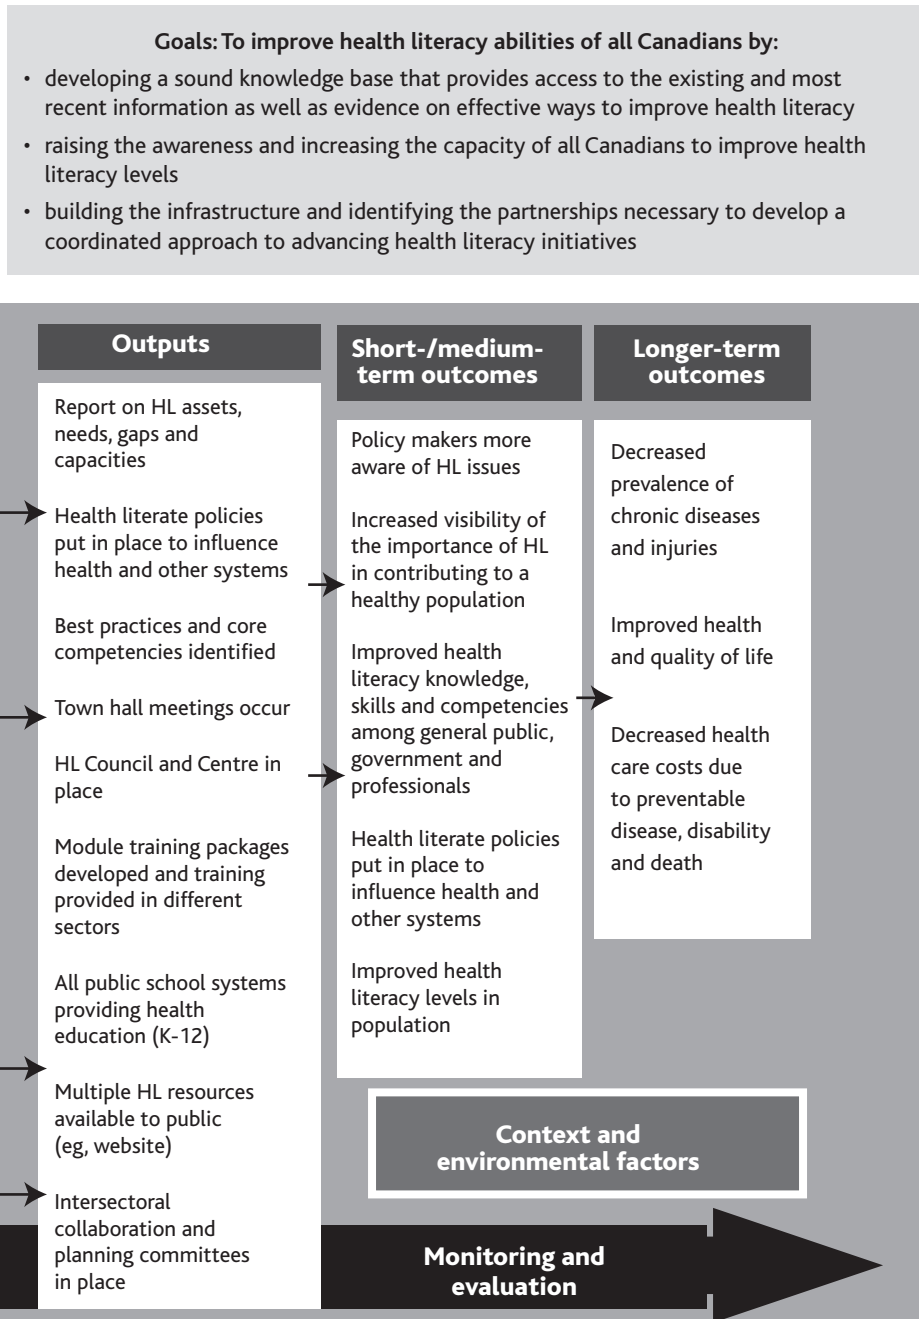 Goals: To improve health literacy abilities of all Canadians by:
• developing a sound knowledge base that provides access to the existing and most
recent information as well as evidence on effective ways to improve health literacy
• raising the awareness and increasing the capacity of all Canadians to improve health
literacy levels
• building the infrastructure and identifying the partnerships necessary to develop a
coordinated approach to advancing health literacy initiatives
Outputs
Report on HL assets,
needs, gaps and
capacities
Health literate policies
put in place to influence
health and other systems
Best practices and core
competencies identified
Town hall meetings occur
HL Council and Centre in
place
Module training packages
developed and training
provided in different
sectors
All public school systems
providing health
education (K-12)
Multiple HL resources
available to public
(eg, website)
Intersectoral
collaboration and
planning committees
in place
Short-/medium-
term outcomes
Policy makers more
aware of HL issues
Increased visibility of
the importance of HL
in contributing to a
healthy population
Improved health
literacy knowledge,
skills and competencies
among general public,
government and
professionals
Health literate policies
put in place to
influence health and
other systems
Improved health
literacy levels in
population
Longer-term
outcomes
Decreased
prevalence of
chronic diseases
and injuries
Improved health
and quality of life
Decreased health
care costs due
to preventable
disease, disability
and death
Context and
environmental factors
Monitoring and
evaluation